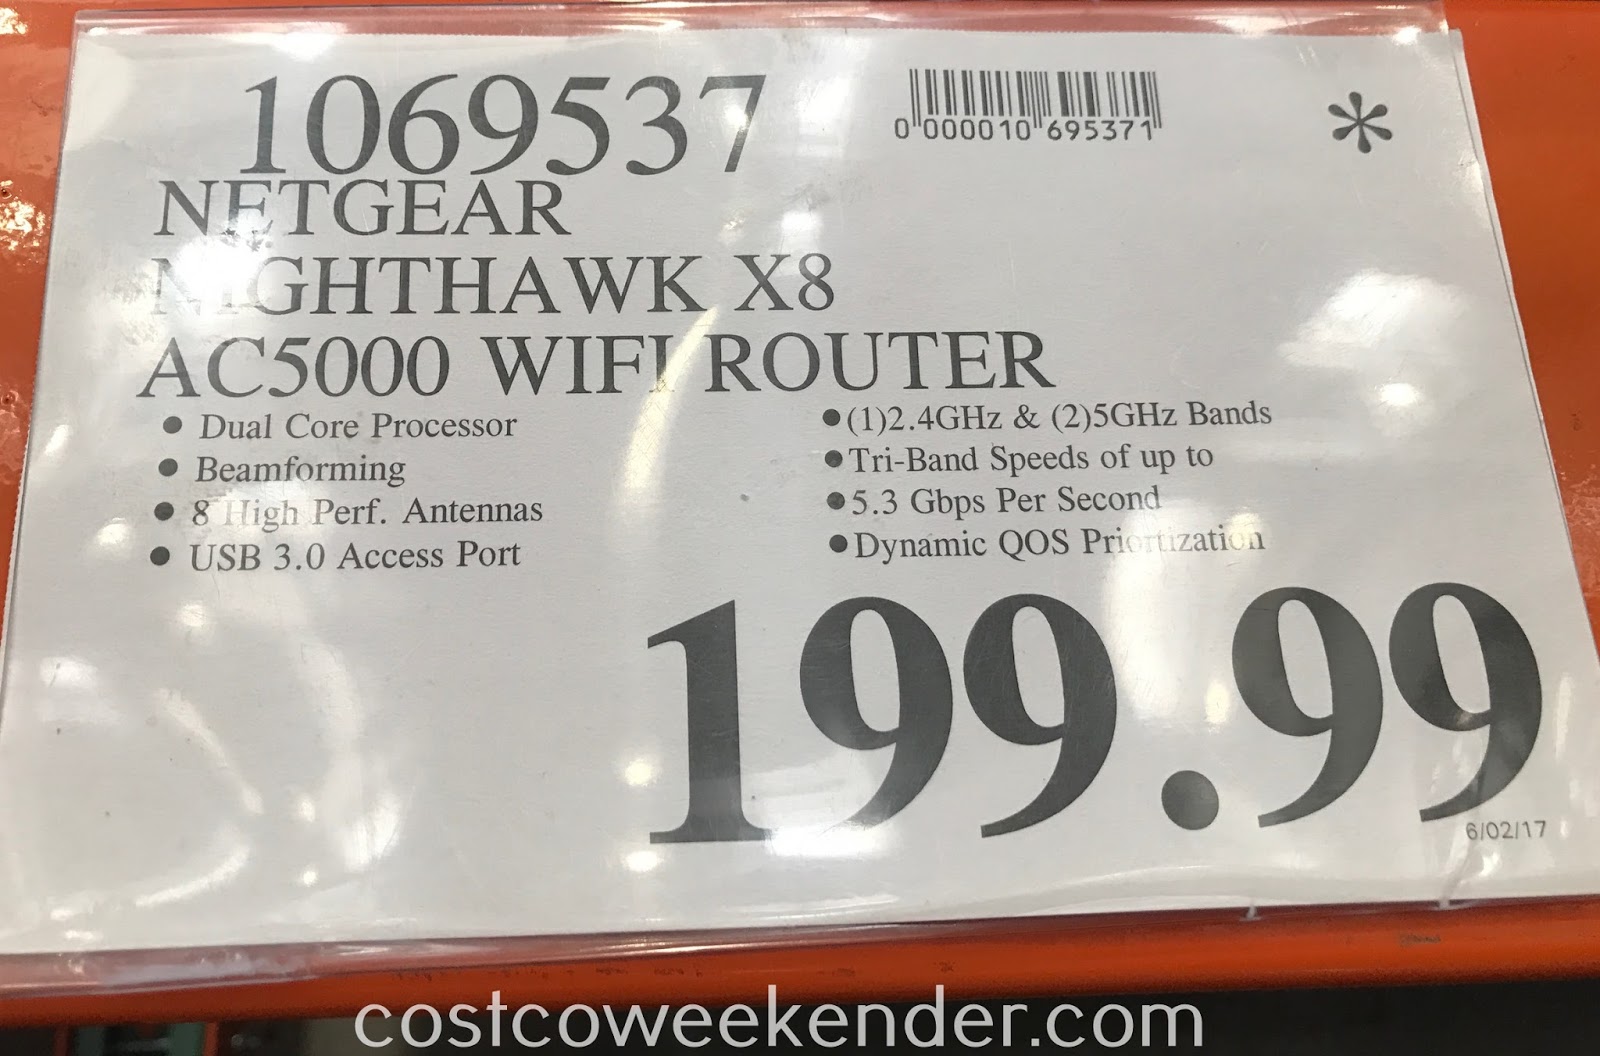 1069537
0 000010 695371
*
NETGEAR
NIGHTHAWK X8
AC5000 WIFI ROUTER
• Dual Core Processor
• Beamforming
• 8 High Perf. Antennas
• USB 3.0 Access Port
•(1)2.4GHz & (2)5GHz Bands
•Tri-Band Speeds of up to
•5.3 Gbps Per Second
•Dynamic QOS Priortization
199.99
6/02/17
costcoweekender.com